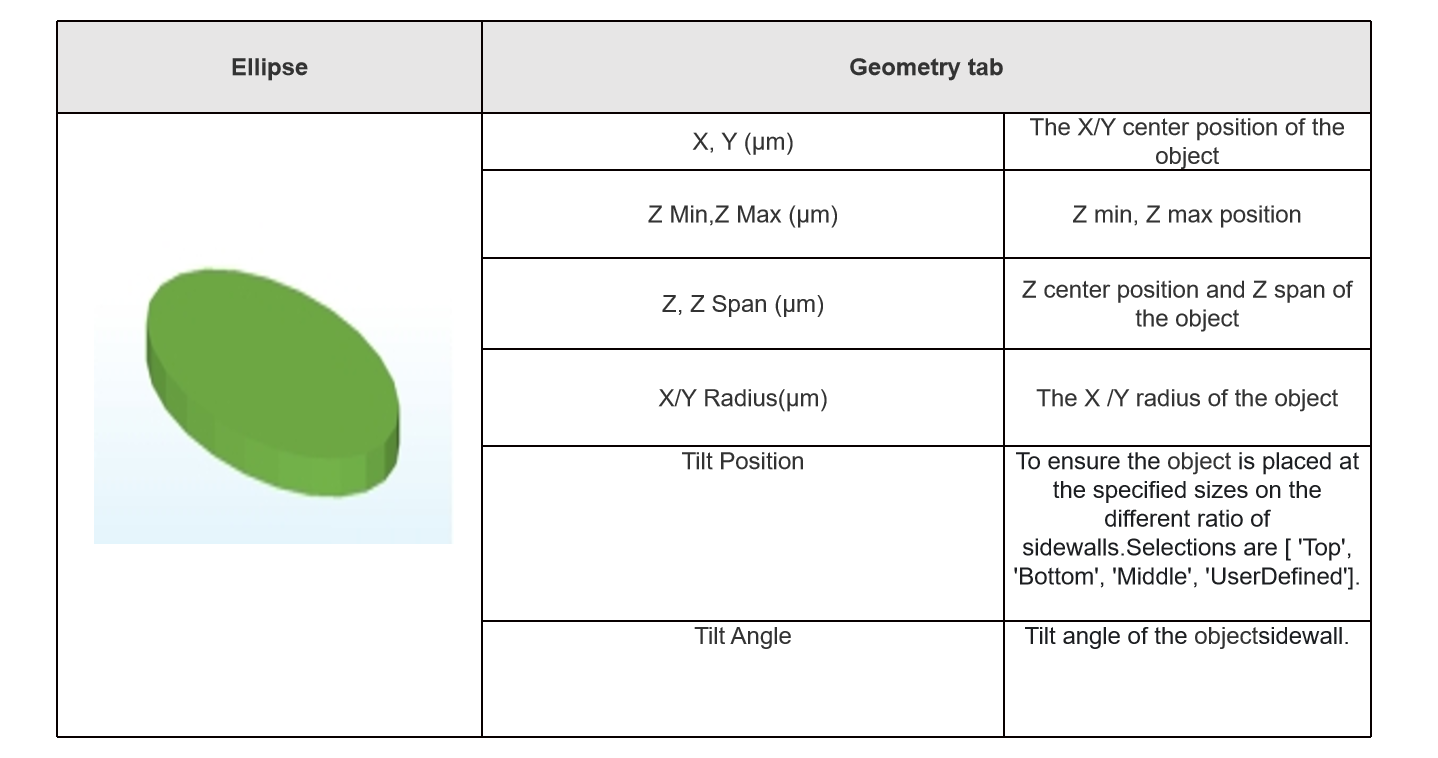 Ellipse
Geometry tab
X, Y (μm)
The X/Y center position of the
object
Z Min,Z Max (μm)
Z min, Z max position
Z, Z Span (μm)
Z center position and Z span of
the object
X/Y Radius(μm)
The X /Y radius of the object
Tilt Position
To ensure the object is placed at
the specified sizes on the
different ratio of
sidewalls.Selections are [ 'Top',
'Bottom', 'Middle', 'UserDefined'].
Tilt Angle
Tilt angle of the objectsidewall.